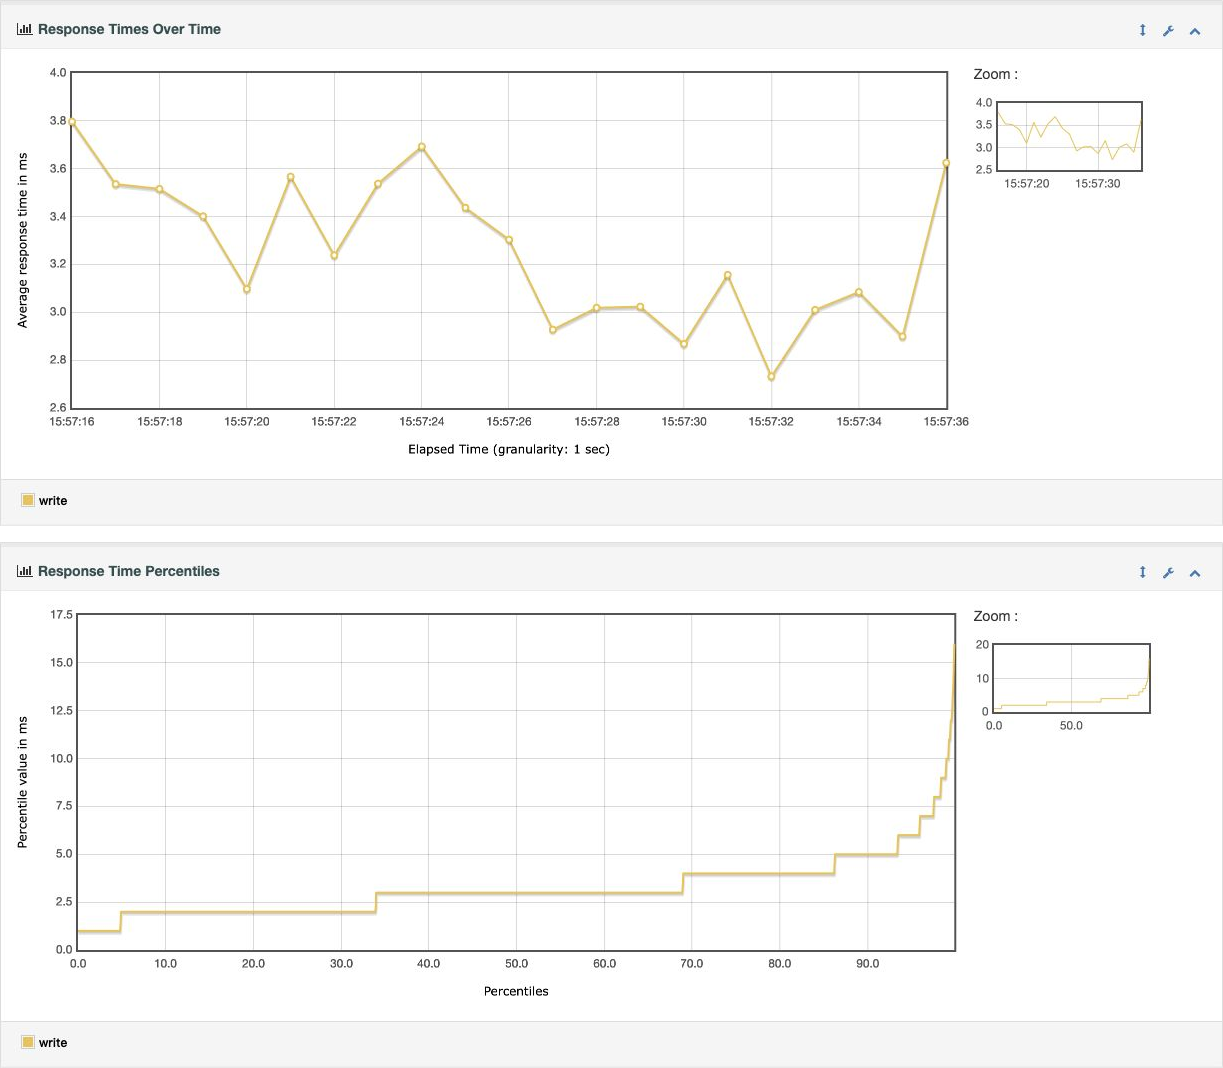 Response Times Over Time
Zoom :
4.0
3.8
3.6
3.4
3.2
3.0
2.8
2.6
Average response time in ms
15:57:16 15:57:18 15:57:20 15:57:22 15:57:24 15:57:26 15:57:28 15:57:30 15:57:32 15:57:34 15:57:36
Elapsed Time (granularity: 1 sec)
4.0
3.5
3.0
2.5
15:57:20 15:57:30
write
Response Time Percentiles
Zoom :
17.5
15.0
12.5
10.0
7.5
5.0
2.5
0.0
Percentile value in ms
0.0 10.0 20.0 30.0 40.0 50.0 60.0 70.0 80.0 90.0
Percentiles
20
10
0
0.0 50.0
write